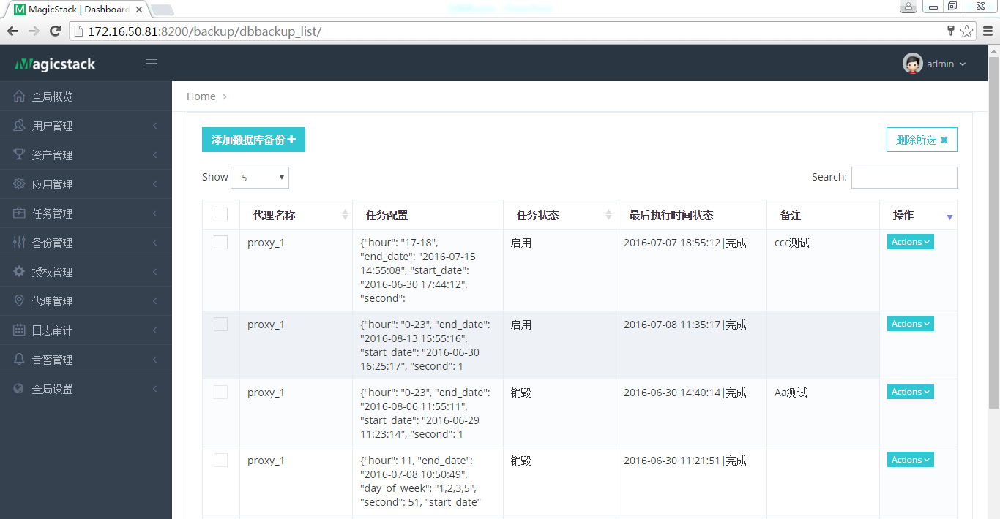 MagicStack | Dashboard
172.16.50.81:8200/backup/dbbackup_list/
Magicstack
admin
全局概览
用户管理
资产管理
应用管理
任务管理
备份管理
授权管理
代理管理
日志审计
告警管理
全局设置
Home
添加数据库备份
删除所选
Show 5
Search:
代理名称 任务配置 任务状态 最后执行时间状态 备注 操作
proxy_1
{"hour": "17-18",
"end_date": "2016-07-15
14:55:08", "start_date":
"2016-06-30 17:44:12",
"second":
启用
2016-07-07 18:55:12|完成
ccc测试
Actions
proxy_1
{"hour": "0-23", "end_date":
"2016-08-13 15:55:16",
"start_date": "2016-06-30
16:25:17", "second": 1
启用
2016-07-08 11:35:17|完成
Actions
proxy_1
{"hour": "0-23", "end_date":
"2016-08-06 11:55:11",
"start_date": "2016-06-29
11:23:14", "second": 1
销毁
2016-06-30 14:40:14|完成
Aa测试
Actions
proxy_1
{"hour": 11, "end_date":
"2016-07-08 10:50:49",
"day_of_week": "1,2,3,5",
"second": 51, "start_date"
销毁
2016-06-30 11:21:51|完成
Actions